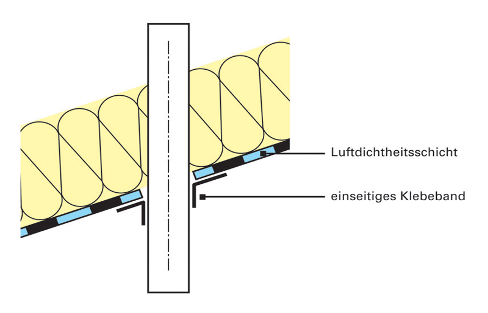 Luftdichtheitsschicht
einseitiges Klebeband